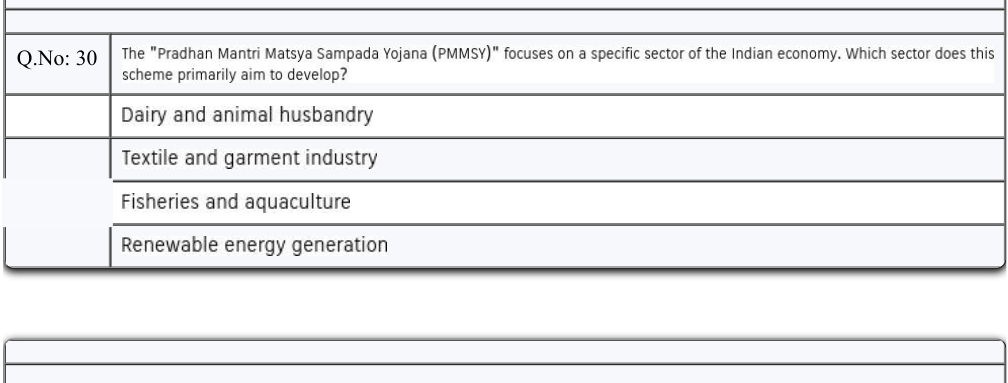 Q.No: 30
The "Pradhan Mantri Matsya Sampada Yojana (PMMSY)" focuses on a specific sector of the Indian economy. Which sector does this
scheme primarily aim to develop?
Dairy and animal husbandry
Textile and garment industry
Fisheries and aquaculture
Renewable energy generation